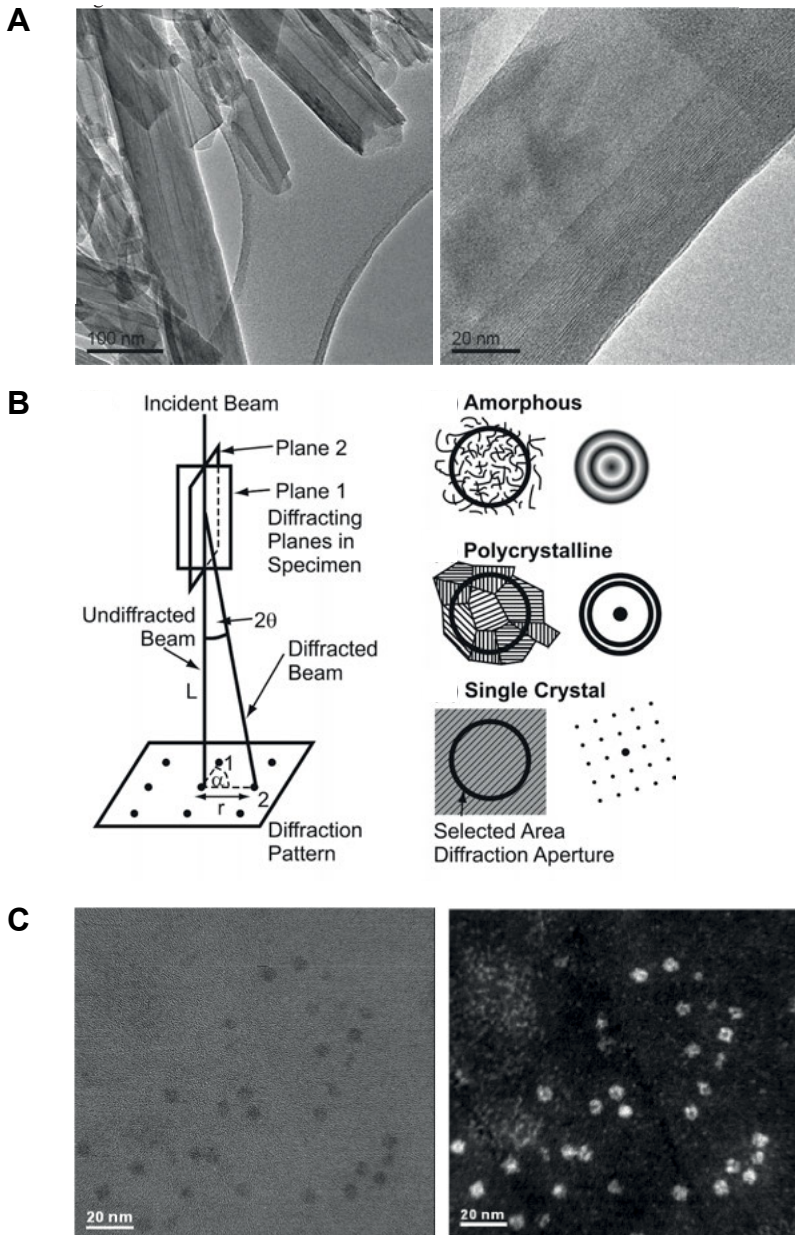 A
100 nm
20 nm
B
Incident Beam
Plane 2
Plane 1
Diffracting
Planes in
Specimen
Undiffracted
Beam
2θ
Diffracted
Beam
L
1
α
2
r
Diffraction
Pattern
) Amorphous
) Polycrystalline
) Single Crystal
Selected Area
Diffraction Aperture
C
20 nm
20 nm